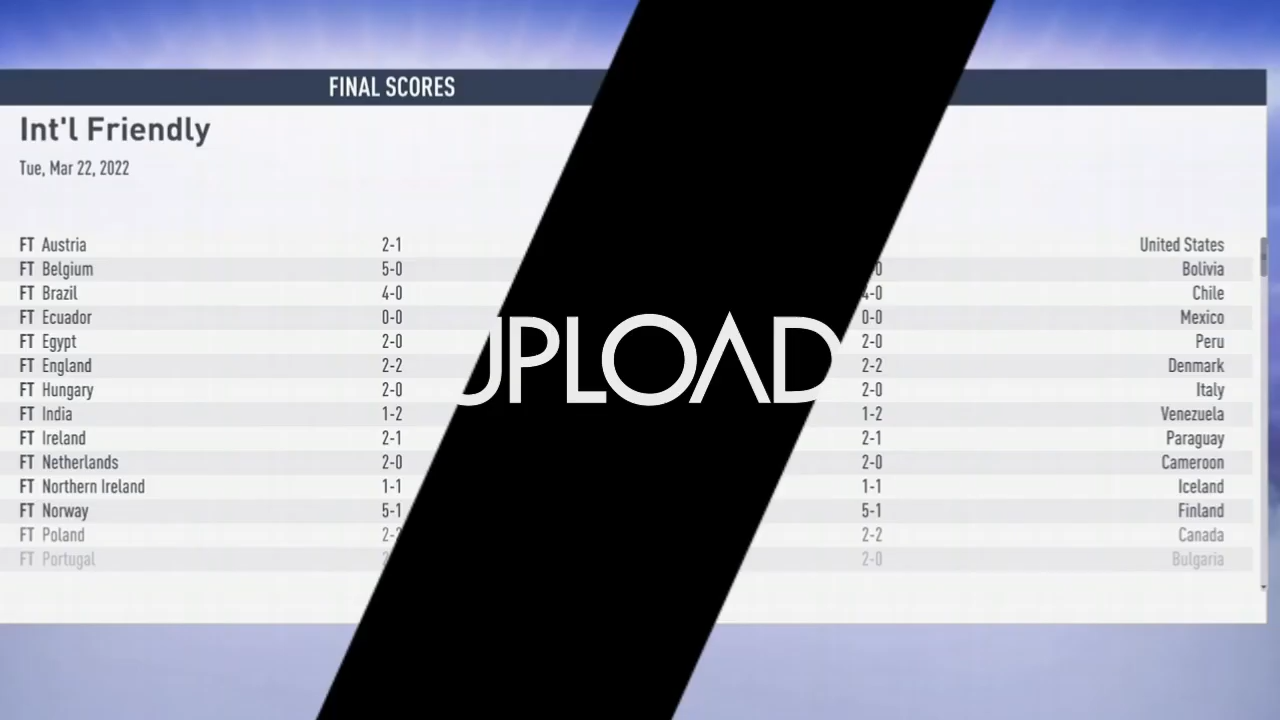 FINAL SCORES
Int'l Friendly
Tue, Mar 22, 2022
FT Austria 2-1 United States
FT Belgium 5-0 Bolivia
FT Brazil 4-0 4-0 Chile
FT Ecuador 0-0 0-0 Mexico
FT Egypt 2-0 2-0 Peru
FT England 2-2 2-2 Denmark
UPLOAD
FT Hungary 2-0 2-0 Italy
FT India 1-2 1-2 Venezuela
FT Ireland 2-1 2-1 Paraguay
FT Netherlands 2-0 2-0 Cameroon
FT Northern Ireland 1-1 1-1 Iceland
FT Norway 5-1 5-1 Finland
FT Poland 2-2 2-2 Canada
FT Portugal 2-0 Bulgaria